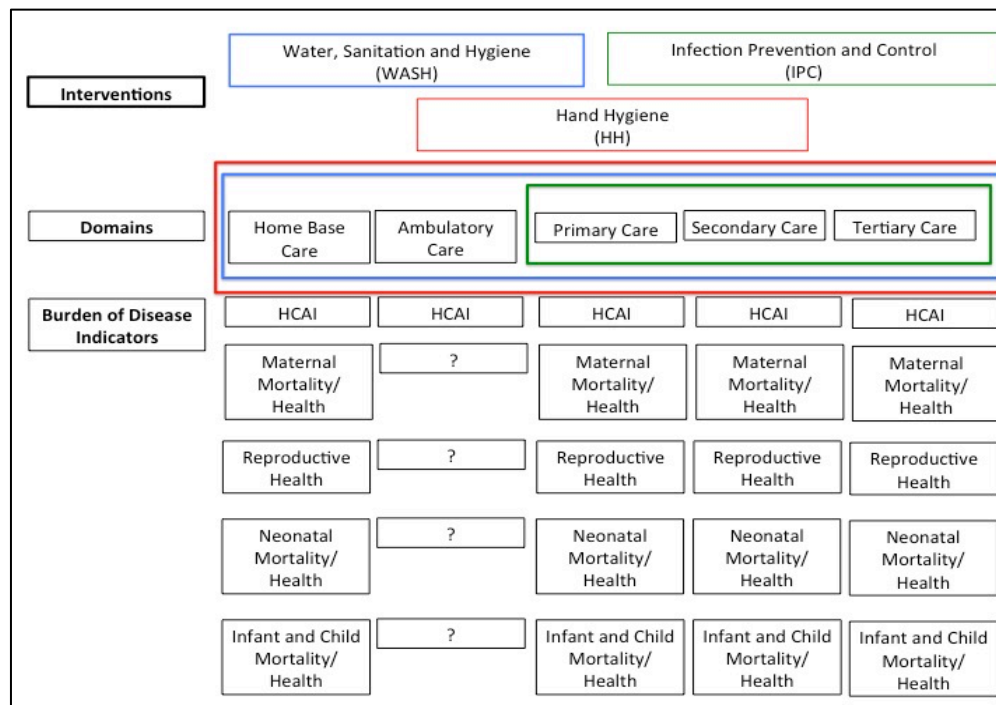 Water, Sanitation and Hygiene
(WASH)
Infection Prevention and Control
(IPC)
Interventions
Hand Hygiene
(HH)
Domains
Home Base
Care
Ambulatory
Care
Primary Care
Secondary Care
Tertiary Care
Burden of Disease
Indicators
HCAI
HCAI
HCAI
HCAI
HCAI
Maternal
Mortality/
Health
?
Maternal
Mortality/
Health
Maternal
Mortality/
Health
Maternal
Mortality/
Health
Reproductive
Health
?
Reproductive
Health
Reproductive
Health
Reproductive
Health
Neonatal
Mortality/
Health
?
Neonatal
Mortality/
Health
Neonatal
Mortality/
Health
Neonatal
Mortality/
Health
Infant and Child
Mortality/
Health
?
Infant and Child
Mortality/
Health
Infant and Child
Mortality/
Health
Infant and Child
Mortality/
Health